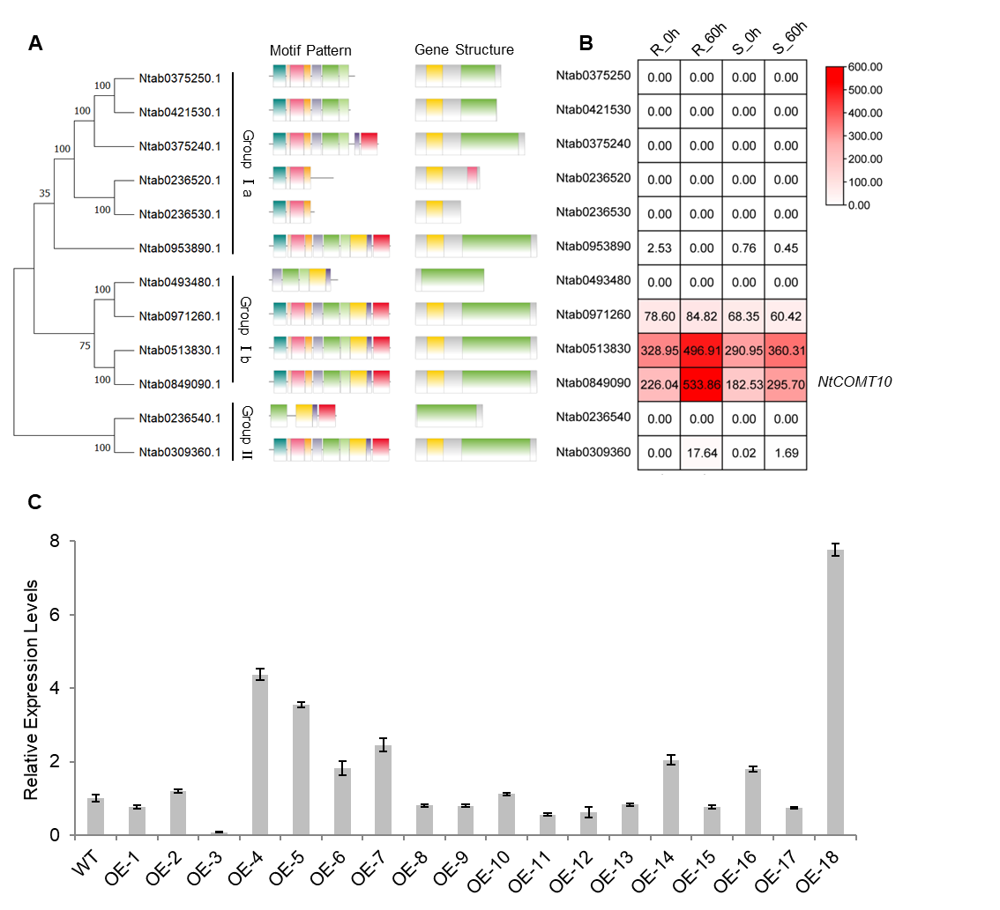 A
Motif Pattern
Gene Structure
Ntab0375250.1
Ntab0421530.1
Ntab0375240.1
Ntab0236520.1
Ntab0236530.1
Ntab0953890.1
Ntab0493480.1
Ntab0971260.1
Ntab0513830.1
Ntab0849090.1
Ntab0236540.1
Ntab0309360.1
100
100
100
100
35
100
75
100
100
Group Ⅰa
Group Ⅰb
Group Ⅱ
B
R_0h R_60h S_0h S_60h
Ntab0375250 0.00 0.00 0.00 0.00
Ntab0421530 0.00 0.00 0.00 0.00
Ntab0375240 0.00 0.00 0.00 0.00
Ntab0236520 0.00 0.00 0.00 0.00
Ntab0236530 0.00 0.00 0.00 0.00
Ntab0953890 2.53 0.00 0.76 0.45
Ntab0493480 0.00 0.00 0.00 0.00
Ntab0971260 78.60 84.82 68.35 60.42
Ntab0513830 328.95 496.91 290.95 360.31
Ntab0849090 226.04 533.86 182.53 295.70 NtCOMT10
Ntab0236540 0.00 0.00 0.00 0.00
Ntab0309360 0.00 17.64 0.02 1.69
600.00
500.00
400.00
300.00
200.00
100.00
0.00
C
Relative Expression Levels
8
6
4
2
0
WT OE-1 OE-2 OE-3 OE-4 OE-5 OE-6 OE-7 OE-8 OE-9 OE-10 OE-11 OE-12 OE-13 OE-14 OE-15 OE-16 OE-17 OE-18